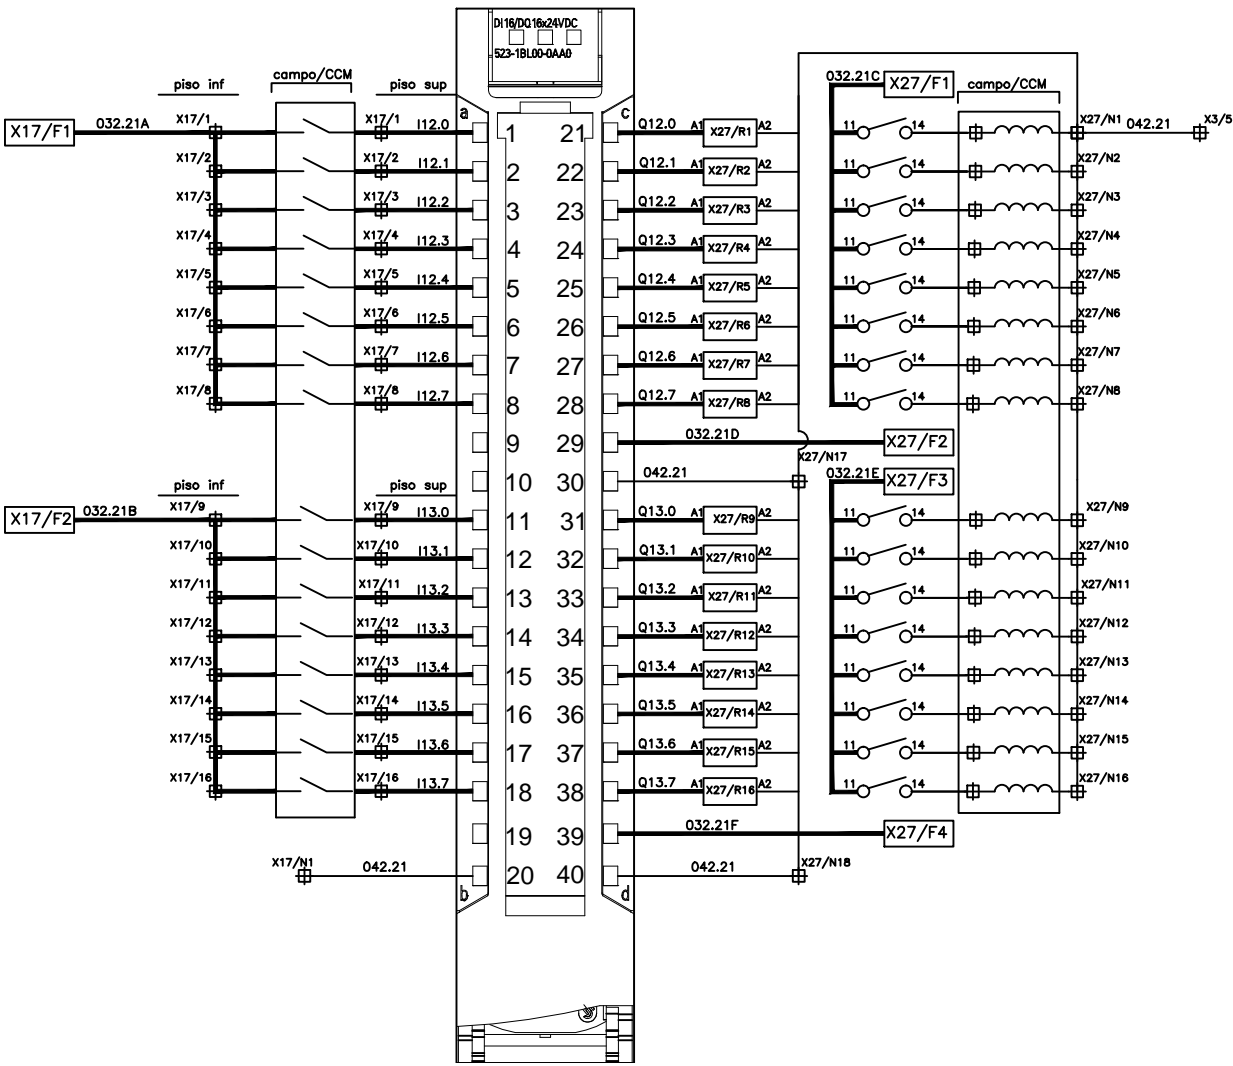 DI16/DQ16x24VDC
523-1BL00-0AA0
piso inf
campo/CCM
piso sup
032.21C
X27/F1
campo/CCM
a
c
X17/F1
032.21A
X17/1
X17/1
I12.0
1
21
Q12.0
A1
X27/R1
A2
11
14
X27/N1
042.21
X3/5
X17/2
X17/2
I12.1
2
22
Q12.1
A1
X27/R2
A2
11
14
X27/N2
X17/3
X17/3
I12.2
3
23
Q12.2
A1
X27/R3
A2
11
14
X27/N3
X17/4
X17/4
I12.3
4
24
Q12.3
A1
X27/R4
A2
11
14
X27/N4
X17/5
X17/5
I12.4
5
25
Q12.4
A1
X27/R5
A2
11
14
X27/N5
X17/6
X17/6
I12.5
6
26
Q12.5
A1
X27/R6
A2
11
14
X27/N6
X17/7
X17/7
I12.6
7
27
Q12.6
A1
X27/R7
A2
11
14
X27/N7
X17/8
X17/8
I12.7
8
28
Q12.7
A1
X27/R8
A2
11
14
X27/N8
9
29
032.21D
X27/F2
X27/N17
10
30
042.21
032.21E
X27/F3
piso inf
piso sup
X17/F2
032.21B
X17/9
X17/9
I13.0
11
31
Q13.0
A1
X27/R9
A2
11
14
X27/N9
X17/10
X17/10
I13.1
12
32
Q13.1
A1
X27/R10
A2
11
14
X27/N10
X17/11
X17/11
I13.2
13
33
Q13.2
A1
X27/R11
A2
11
14
X27/N11
X17/12
X17/12
I13.3
14
34
Q13.3
A1
X27/R12
A2
11
14
X27/N12
X17/13
X17/13
I13.4
15
35
Q13.4
A1
X27/R13
A2
11
14
X27/N13
X17/14
X17/14
I13.5
16
36
Q13.5
A1
X27/R14
A2
11
14
X27/N14
X17/15
X17/15
I13.6
17
37
Q13.6
A1
X27/R15
A2
11
14
X27/N15
X17/16
X17/16
I13.7
18
38
Q13.7
A1
X27/R16
A2
11
14
X27/N16
19
39
032.21F
X27/F4
X17/N1
042.21
20
40
042.21
X27/N18
b
d